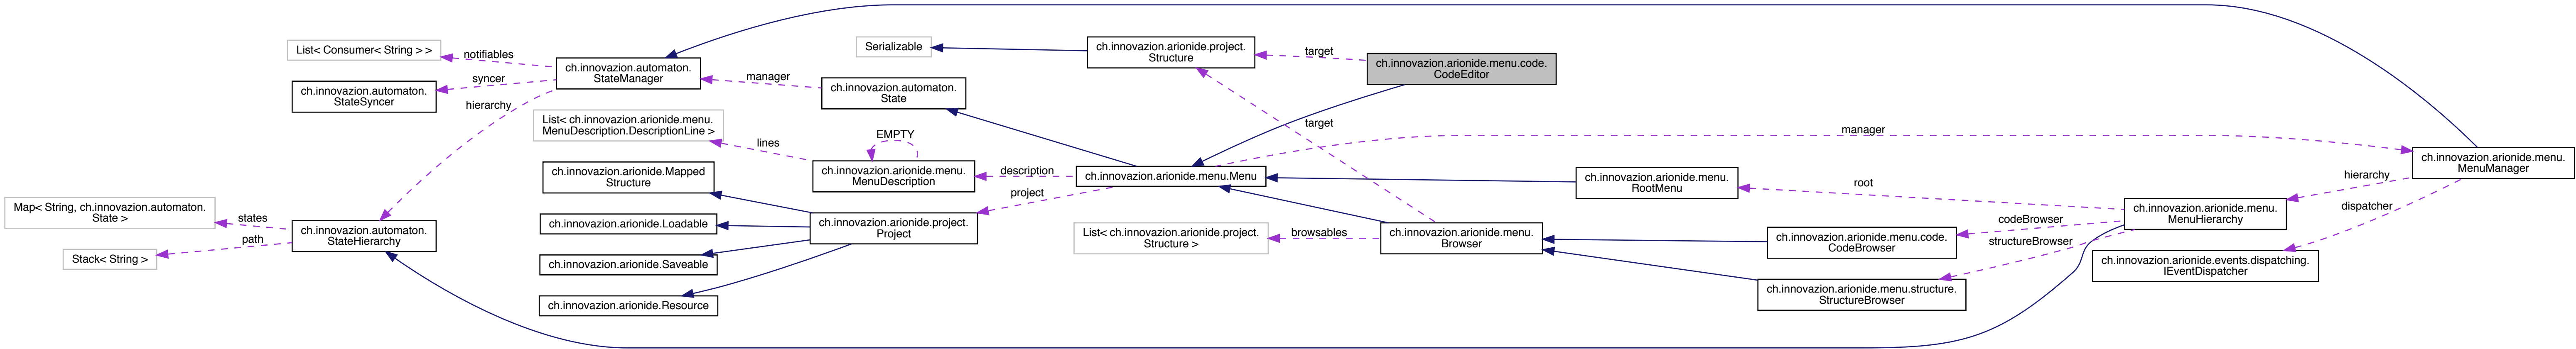 List< Consumer< String > >
notifiables
ch.innovazion.automaton.
StateManager
syncer
ch.innovazion.automaton.
StateSyncer
hierarchy
manager
ch.innovazion.automaton.
State
Serializable
ch.innovazion.arionide.project.
Structure
target
ch.innovazion.arionide.menu.code.
CodeEditor
target
List< ch.innovazion.arionide.menu.
MenuDescription.DescriptionLine >
lines
EMPTY
ch.innovazion.arionide.menu.
MenuDescription
description
ch.innovazion.arionide.menu.Menu
project
manager
ch.innovazion.arionide.menu.
MenuManager
ch.innovazion.arionide.menu.
RootMenu
root
hierarchy
dispatcher
ch.innovazion.arionide.Mapped
Structure
ch.innovazion.arionide.Loadable
ch.innovazion.arionide.Saveable
ch.innovazion.arionide.Resource
ch.innovazion.arionide.project.
Project
Map< String, ch.innovazion.automaton.
State >
states
path
Stack< String >
ch.innovazion.automaton.
StateHierarchy
List< ch.innovazion.arionide.project.
Structure >
browsables
ch.innovazion.arionide.menu.
Browser
ch.innovazion.arionide.menu.code.
CodeBrowser
codeBrowser
structureBrowser
ch.innovazion.arionide.menu.
MenuHierarchy
ch.innovazion.arionide.menu.structure.
StructureBrowser
ch.innovazion.arionide.events.dispatching.
IEventDispatcher